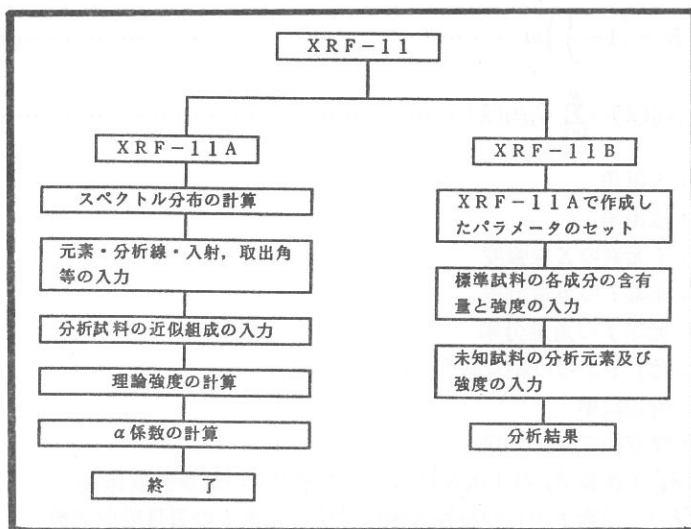 XRF-11
XRF-11A
スペクトル分布の計算
元素・分析線・入射,取出角
等の入力
分析試料の近似組成の入力
理論強度の計算
α係数の計算
終 了
XRF-11B
XRF-11Aで作成し
たパラメータのセット
標準試料の各成分の含有
量と強度の入力
未知試料の分析元素及び
強度の入力
分析結果